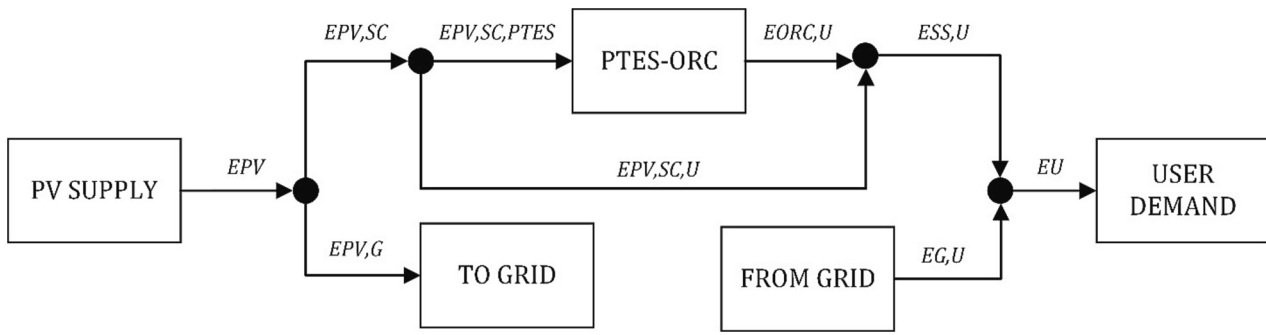 EPV,SC
EPV,SC,PTES
PTES-ORC
EORC,U
ESS,U
PV SUPPLY
EPV
EPV,SC,U
EU
USER
DEMAND
EPV,G
TO GRID
FROM GRID
EG,U